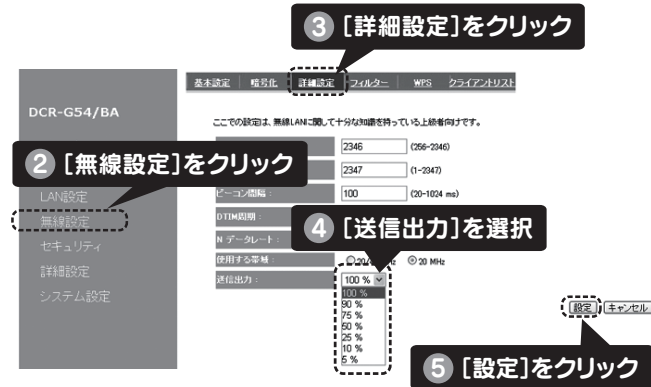 ③ [詳細設定]をクリック
基本設定 暗号化 詳細設定 フィルター WPS クライアントリスト
DCR-G54/BA
ここでの設定は、無線LANに関して十分な知識を持っている上級者向けです。
2346 (256-2346)
② [無線設定]をクリック
2347 (1-2347)
ビーコン間隔: 100 (20-1024 ms)
LAN設定
無線設定
DTIM周期:
④ [送信出力]を選択
N データレート:
セキュリティ
使用する帯域: 20 MHz
詳細設定
送信出力: 100 %
システム設定
100 %
90 %
75 %
50 %
25 %
10 %
5 %
設定 キャンセル
⑤ [設定]をクリック